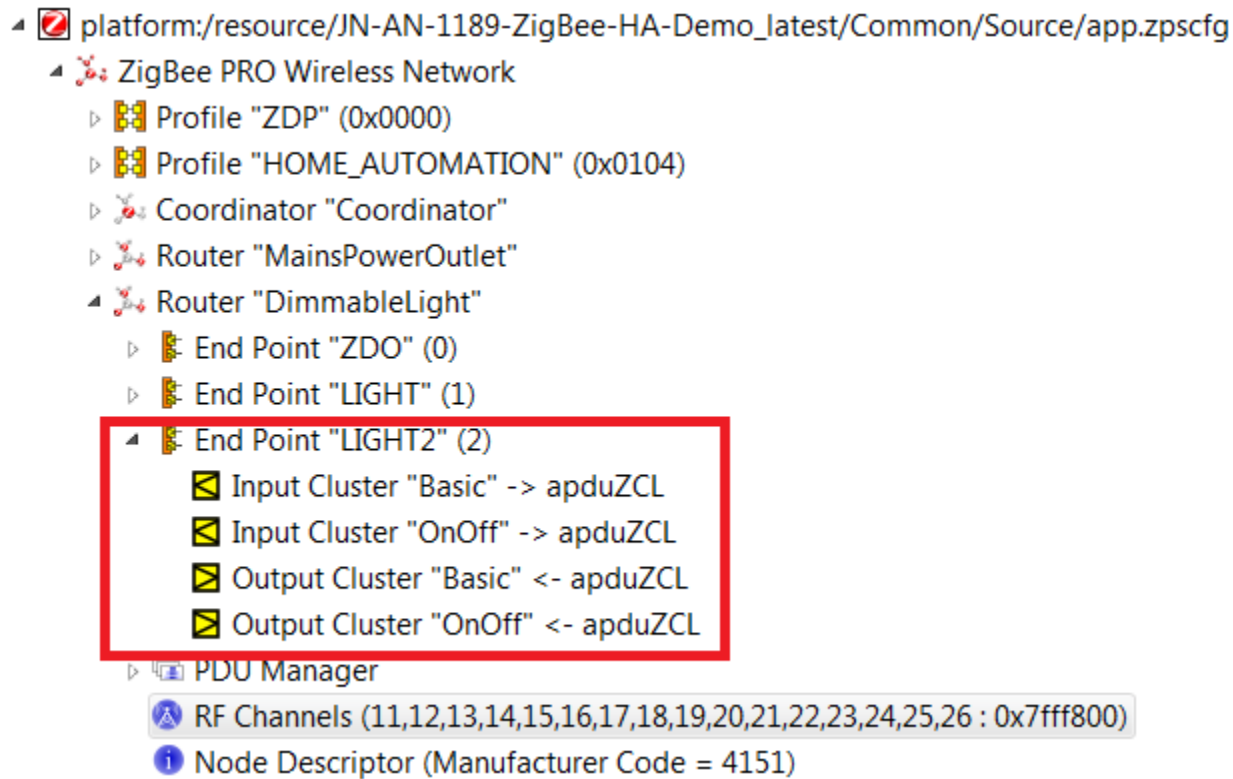 platform:/resource/JN-AN-1189-ZigBee-HA-Demo_latest/Common/Source/app.zpscfg
ZigBee PRO Wireless Network
Profile "ZDP" (0x0000)
Profile "HOME_AUTOMATION" (0x0104)
Coordinator "Coordinator"
Router "MainsPowerOutlet"
Router "DimmableLight"
End Point "ZDO" (0)
End Point "LIGHT" (1)
End Point "LIGHT2" (2)
Input Cluster "Basic" -> apduZCL
Input Cluster "OnOff" -> apduZCL
Output Cluster "Basic" <- apduZCL
Output Cluster "OnOff" <- apduZCL
PDU Manager
RF Channels (11,12,13,14,15,16,17,18,19,20,21,22,23,24,25,26 : 0x7fff800)
Node Descriptor (Manufacturer Code = 4151)